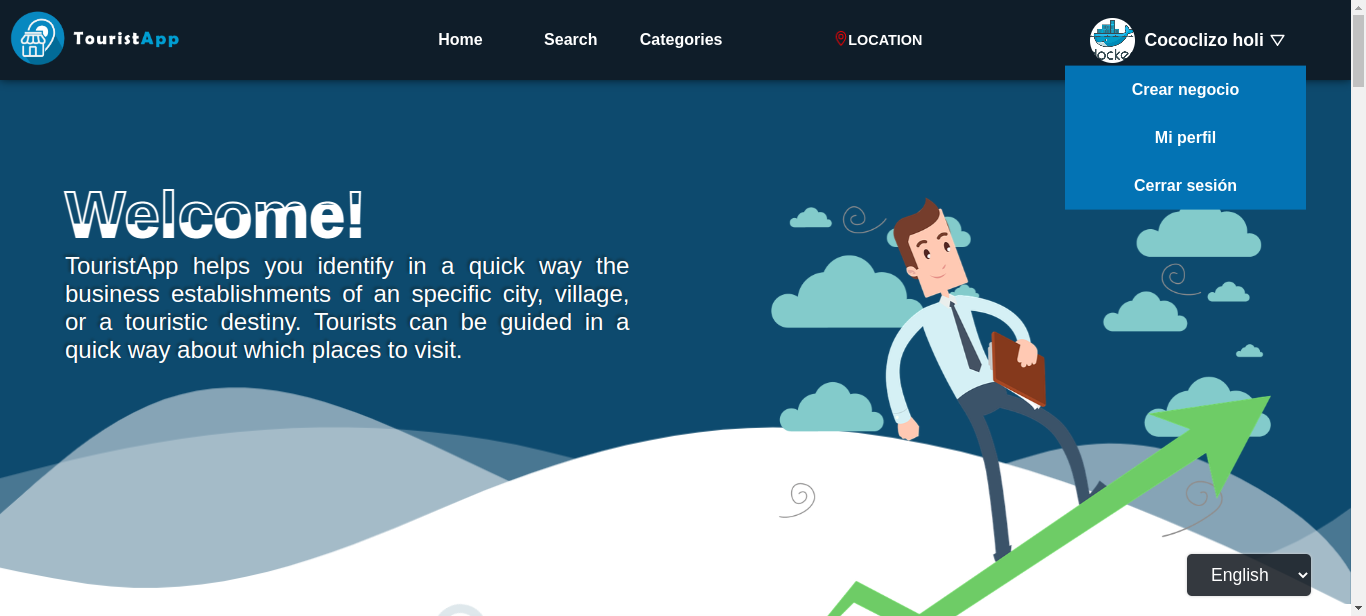 TouristApp
Home
Search
Categories
LOCATION
locke
Cococlizo holi
Crear negocio
Mi perfil
Cerrar sesión
Welcome!
TouristApp helps you identify in a quick way the
business establishments of an specific city, village,
or a touristic destiny. Tourists can be guided in a
quick way about which places to visit.
English